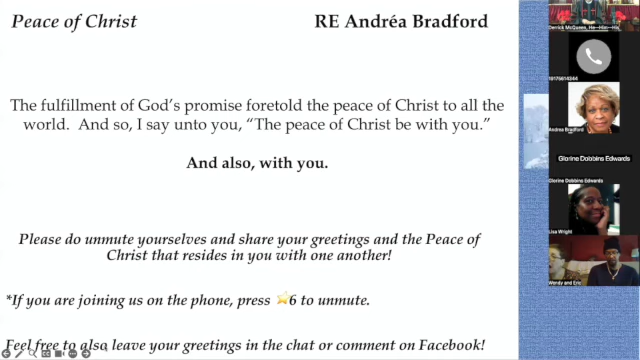 Peace of Christ
RE Andréa Bradford
The fulfillment of God's promise foretold the peace of Christ to all the
world. And so, I say unto you, "The peace of Christ be with you."
And also, with you.
Please do unmute yourselves and share your greetings and the Peace of
Christ that resides in you with one another!
*If you are joining us on the phone, press ⭐6 to unmute.
Feel free to also leave your greetings in the chat or comment on Facebook!
Derrick McQueen, He—Him—His
Andrea Bradford
Glorine Dobbins Edwards
Glorine Dobbins Edwards
Lisa Wright
Wendy and Eric